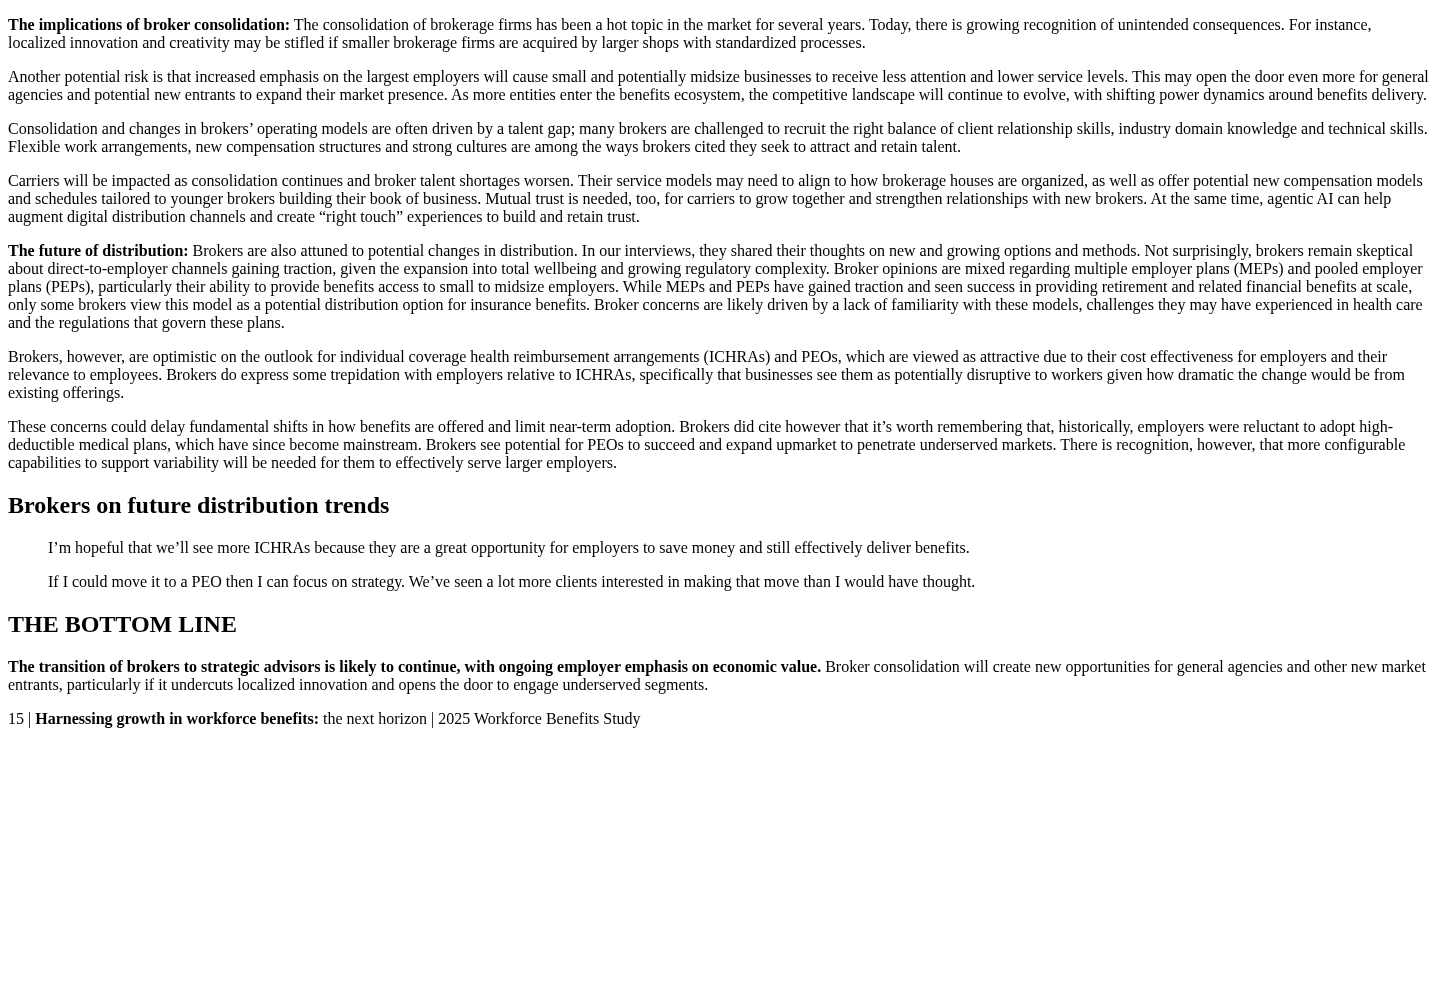 The implications of broker consolidation: The consolidation of brokerage firms has been a hot topic in the market for several years. Today, there is growing recognition of unintended consequences. For instance,
localized innovation and creativity may be stifled if smaller brokerage firms are acquired by larger shops with standardized processes.
Another potential risk is that increased emphasis on the largest employers will cause small and potentially midsize businesses to receive less attention and lower service levels. This may open the door even more for general
agencies and potential new entrants to expand their market presence. As more entities enter the benefits ecosystem, the competitive landscape will continue to evolve, with shifting power dynamics around benefits delivery.
Consolidation and changes in brokers’ operating models are often driven by a talent gap; many brokers are challenged to recruit the right balance of client relationship skills, industry domain knowledge and technical skills.
Flexible work arrangements, new compensation structures and strong cultures are among the ways brokers cited they seek to attract and retain talent.
Carriers will be impacted as consolidation continues and broker talent shortages worsen. Their service models may need to align to how brokerage houses are organized, as well as offer potential new compensation models
and schedules tailored to younger brokers building their book of business. Mutual trust is needed, too, for carriers to grow together and strengthen relationships with new brokers. At the same time, agentic AI can help
augment digital distribution channels and create “right touch” experiences to build and retain trust.
The future of distribution: Brokers are also attuned to potential changes in distribution. In our interviews, they shared their thoughts on new and growing options and methods. Not surprisingly, brokers remain skeptical
about direct-to-employer channels gaining traction, given the expansion into total wellbeing and growing regulatory complexity. Broker opinions are mixed regarding multiple employer plans (MEPs) and pooled employer
plans (PEPs), particularly their ability to provide benefits access to small to midsize employers. While MEPs and PEPs have gained traction and seen success in providing retirement and related financial benefits at scale,
only some brokers view this model as a potential distribution option for insurance benefits. Broker concerns are likely driven by a lack of familiarity with these models, challenges they may have experienced in health care
and the regulations that govern these plans.
Brokers, however, are optimistic on the outlook for individual coverage health reimbursement arrangements (ICHRAs) and PEOs, which are viewed as attractive due to their cost effectiveness for employers and their
relevance to employees. Brokers do express some trepidation with employers relative to ICHRAs, specifically that businesses see them as potentially disruptive to workers given how dramatic the change would be from
existing offerings.
These concerns could delay fundamental shifts in how benefits are offered and limit near-term adoption. Brokers did cite however that it’s worth remembering that, historically, employers were reluctant to adopt high-
deductible medical plans, which have since become mainstream. Brokers see potential for PEOs to succeed and expand upmarket to penetrate underserved markets. There is recognition, however, that more configurable
capabilities to support variability will be needed for them to effectively serve larger employers.
Brokers on future distribution trends
I’m hopeful that we’ll see more ICHRAs because they are a great opportunity for employers to save money and still effectively deliver benefits.
If I could move it to a PEO then I can focus on strategy. We’ve seen a lot more clients interested in making that move than I would have thought.
THE BOTTOM LINE
The transition of brokers to strategic advisors is likely to continue, with ongoing employer emphasis on economic value. Broker consolidation will create new opportunities for general agencies and other new market
entrants, particularly if it undercuts localized innovation and opens the door to engage underserved segments.
15 | Harnessing growth in workforce benefits: the next horizon | 2025 Workforce Benefits Study